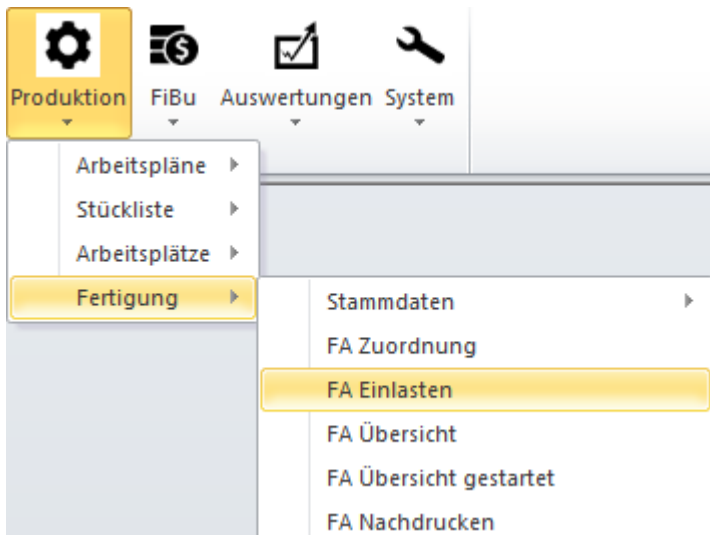 Produktion FiBu Auswertungen System
Arbeitspläne
Stückliste
Arbeitsplätze
Fertigung
Stammdaten
FA Zuordnung
FA Einlasten
FA Übersicht
FA Übersicht gestartet
FA Nachdrucken